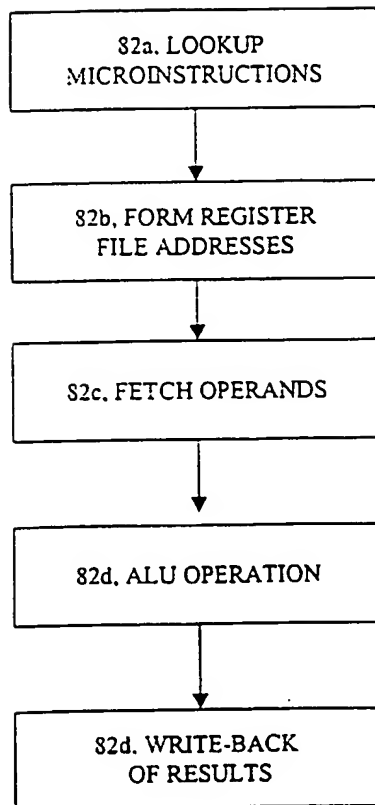 82a. LOOKUP
MICROINSTRUCTIONS
82b, FORM REGISTER
FILE ADDRESSES
82c. FETCH OPERANDS
82d. ALU OPERATION
82d. WRITE-BACK
OF RESULTS